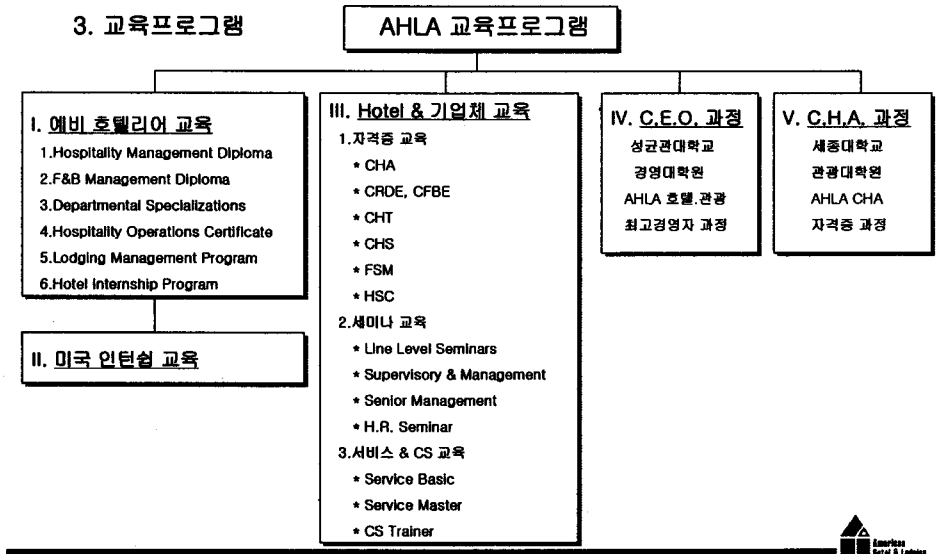 3. 교육프로그램
AHLA 교육프로그램
I. 예비 호텔리어 교육
1.Hospitality Management Diploma
2.F&B Management Diploma
3.Departmental Specializations
4.Hospitality Operations Certificate
5.Lodging Management Program
6.Hotel Internship Program
II. 미국 인턴쉽 교육
III. Hotel & 기업체 교육
1.자격증 교육
* CHA
* CRDE, CFBE
* CHT
* CHS
* FSM
* HSC
2.세미나 교육
* Line Level Seminars
* Supervisory & Management
* Senior Management
* H.R. Seminar
3.서비스 & CS 교육
* Service Basic
* Service Master
* CS Trainer
IV. C.E.O. 과정
성균관대학교
경영대학원
AHLA 호텔.관광
최고경영자 과정
V. C.H.A. 과정
세종대학교
관광대학원
AHLA CHA
자격증 과정
American
Hotel & Lodging